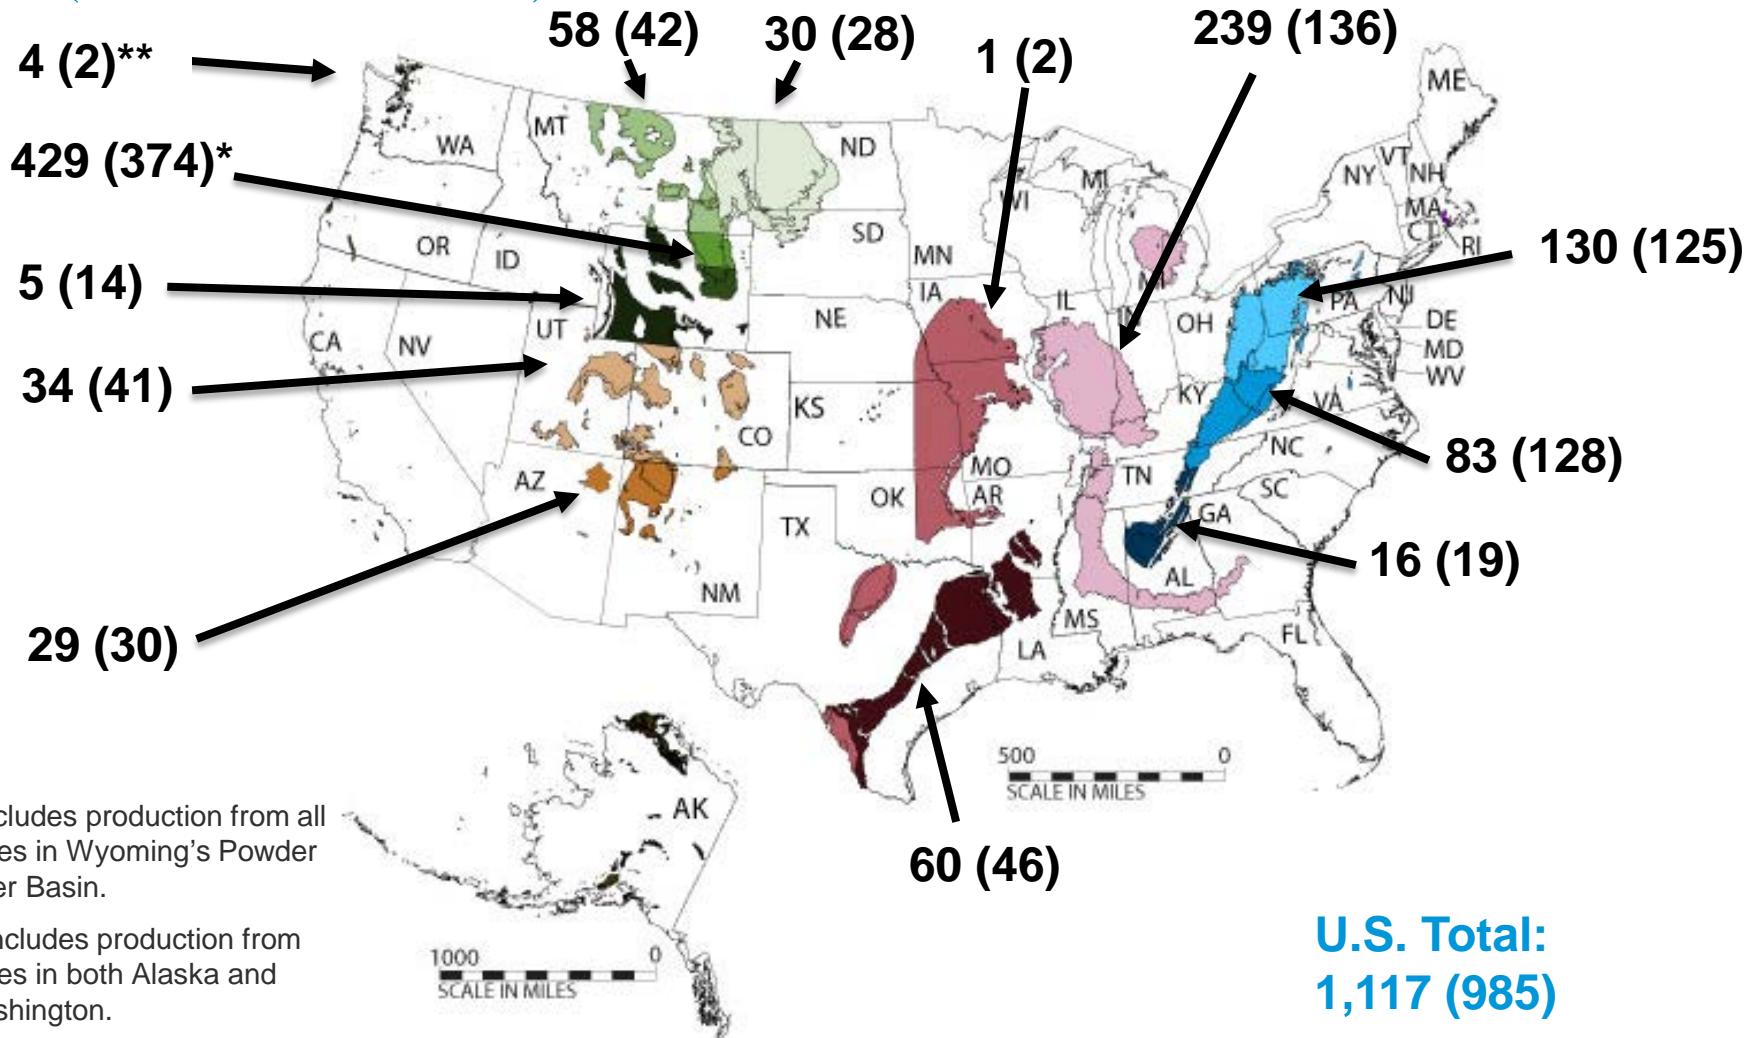 58 (42)
30 (28)
239 (136)
4 (2)**
1 (2)
429 (374)*
5 (14)
34 (41)
29 (30)
130 (125)
83 (128)
16 (19)
60 (46)
WA
MT
ND
OR
ID
SD
MN
WI
MI
MI
ME
VT
NH
NY
MA
CT
RI
CA
NV
UT
NE
IA
IL
IN
OH
PA
NJ
DE
MD
WV
CO
KS
MO
KY
VA
AZ
NM
OK
AR
TN
NC
SC
TX
LA
MS
AL
GA
FL
500 0
SCALE IN MILES
AK
1000 0
SCALE IN MILES
cludes production from all
es in Wyoming's Powder
er Basin.
ncludes production from
es in both Alaska and
shington.
U.S. Total:
1,117 (985)